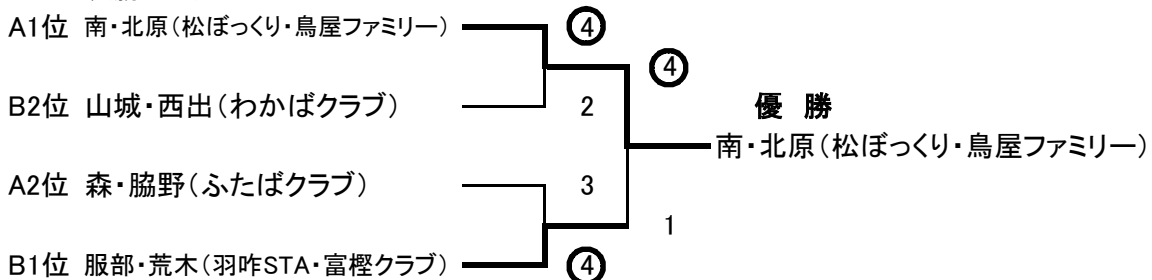 A1位 南・北原(松ぼっくり・鳥屋ファミリー) ④
④
B2位 山城・西出(わかばクラブ) 2 優 勝
南・北原(松ぼっくり・鳥屋ファミリー)
A2位 森・脇野(ふたばクラブ) 3
1
B1位 服部・荒木(羽咋STA・富樫クラブ) ④